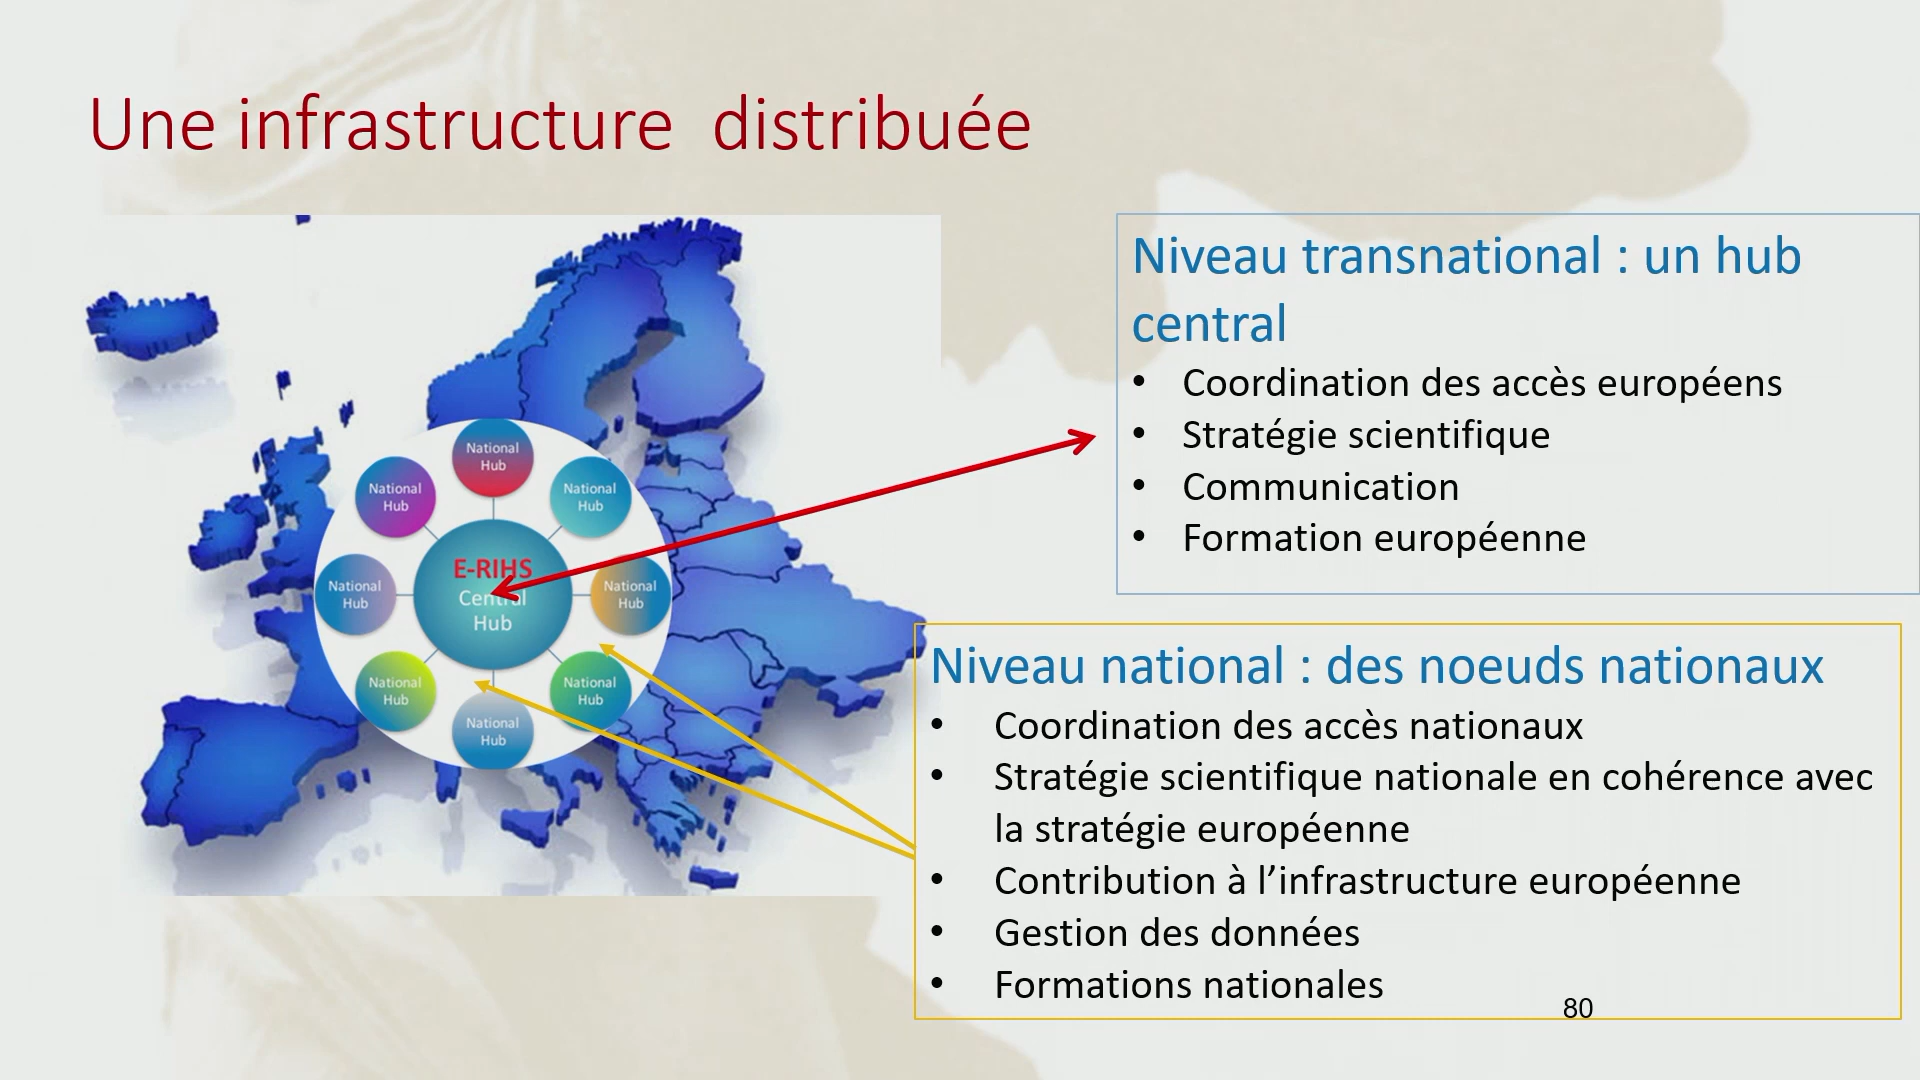 Une infrastructure  distribuée
National
Hub
National
Hub
National
Hub
National
Hub
E-RIHS
Central
Hub
National
Hub
National
Hub
National
Hub
National
Hub
Niveau transnational : un hub
central
• Coordination des accès européens
• Stratégie scientifique
• Communication
• Formation européenne
Niveau national : des noeuds nationaux
• Coordination des accès nationaux
• Stratégie scientifique nationale en cohérence avec
la stratégie européenne
• Contribution à l’infrastructure européenne
• Gestion des données
• Formations nationales
80